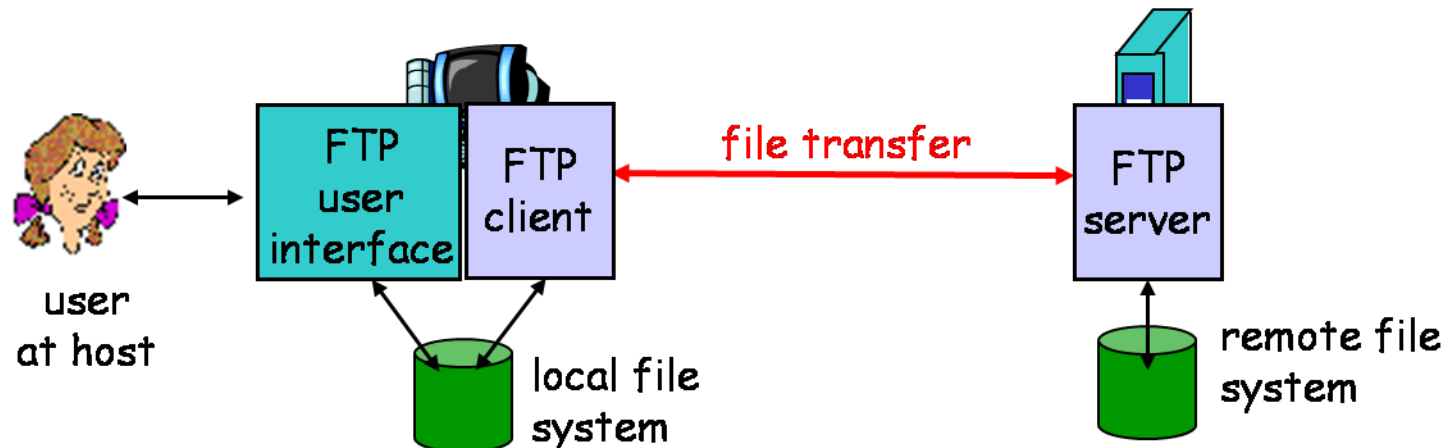 FTP
user
interface
FTP
client
file transfer
FTP
server
user
at host
local file
system
remote file
system